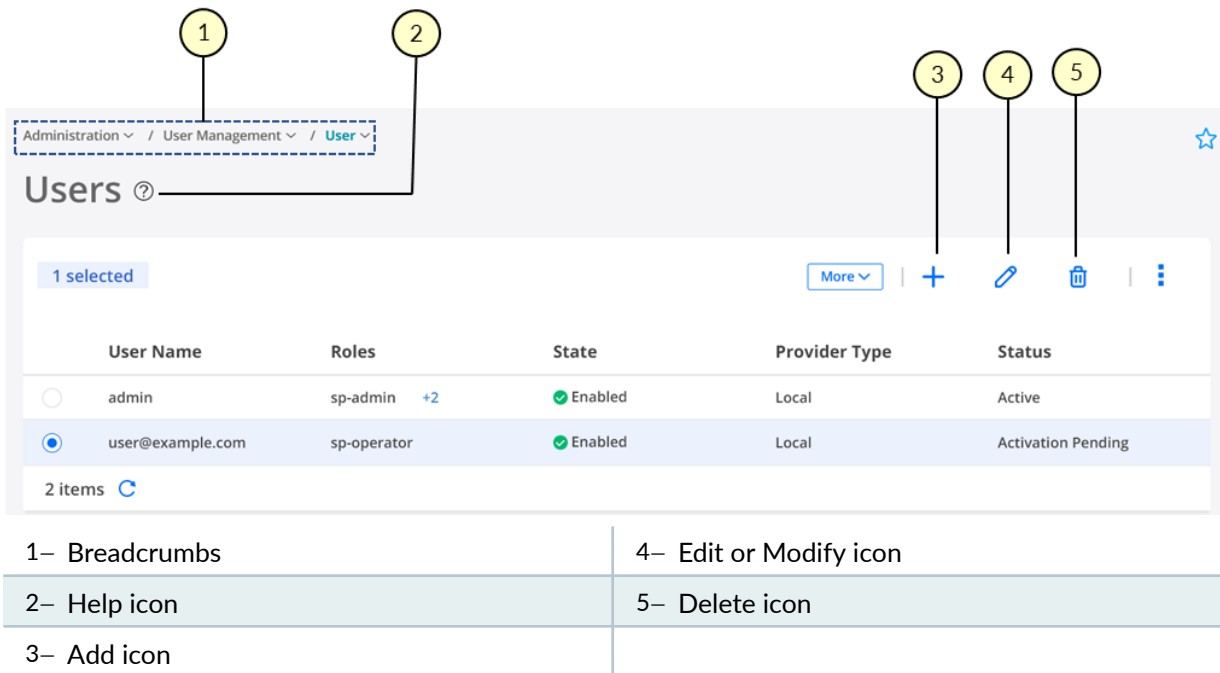 1 2
3 4 5
Administration / User Management / User
Users ?
1 selected More
User Name Roles State Provider Type Status
admin sp-admin +2 Enabled Local Active
user@example.com sp-operator Enabled Local Activation Pending
2 items
1– Breadcrumbs 4– Edit or Modify icon
2– Help icon 5– Delete icon
3– Add icon